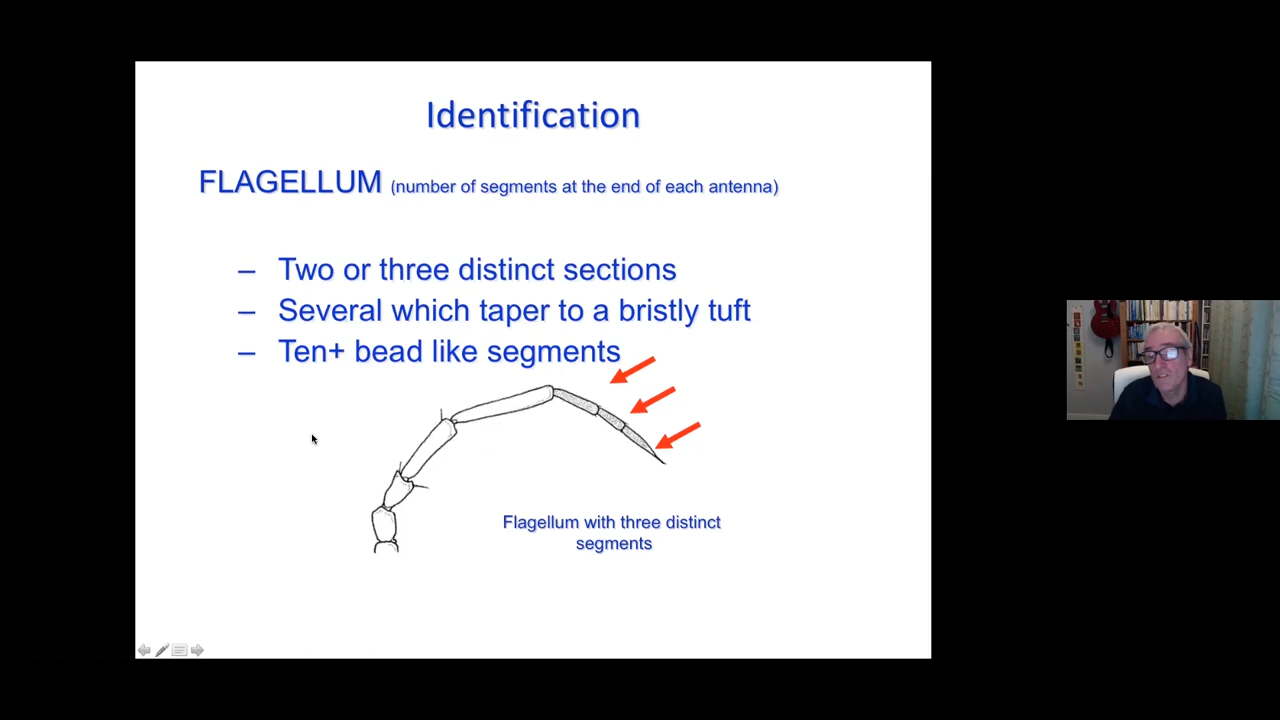 Identification
FLAGELLUM (number of segments at the end of each antenna)
– Two or three distinct sections
– Several which taper to a bristly tuft
– Ten+ bead like segments
Flagellum with three distinct
segments